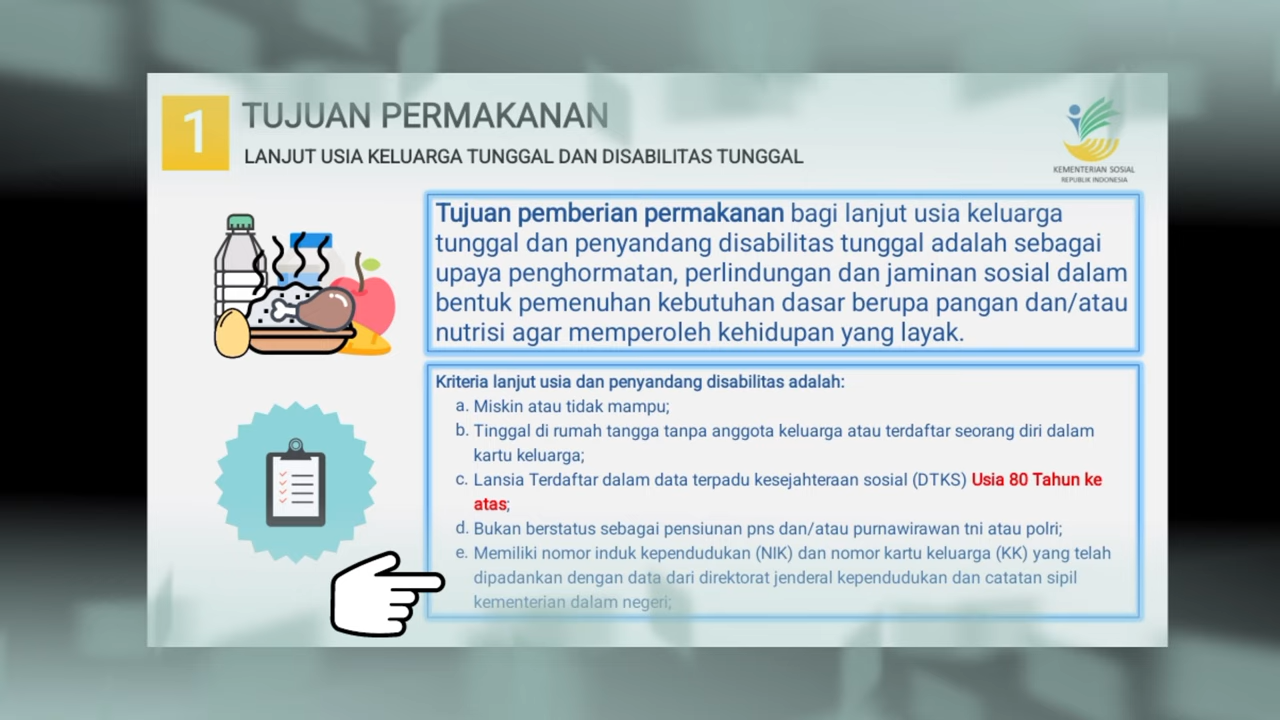 1
TUJUAN PERMAKANAN
LANJUT USIA KELUARGA TUNGGAL DAN DISABILITAS TUNGGAL
KEMENTERIAN SOSIAL
REPUBLIK INDONESIA
Tujuan pemberian permakanan bagi lanjut usia keluarga
tunggal dan penyandang disabilitas tunggal adalah sebagai
upaya penghormatan, perlindungan dan jaminan sosial dalam
bentuk pemenuhan kebutuhan dasar berupa pangan dan/atau
nutrisi agar memperoleh kehidupan yang layak.
Kriteria lanjut usia dan penyandang disabilitas adalah:
a. Miskin atau tidak mampu;
b. Tinggal di rumah tangga tanpa anggota keluarga atau terdaftar seorang diri dalam
kartu keluarga;
c. Lansia Terdaftar dalam data terpadu kesejahteraan sosial (DTKS) Usia 80 Tahun ke
atas;
d. Bukan berstatus sebagai pensiunan pns dan/atau purnawirawan tni atau polri;
e. Memiliki nomor induk kependudukan (NIK) dan nomor kartu keluarga (KK) yang telah
dipadankan dengan data dari direktorat jenderal kependudukan dan catatan sipil
kementerian dalam negeri;